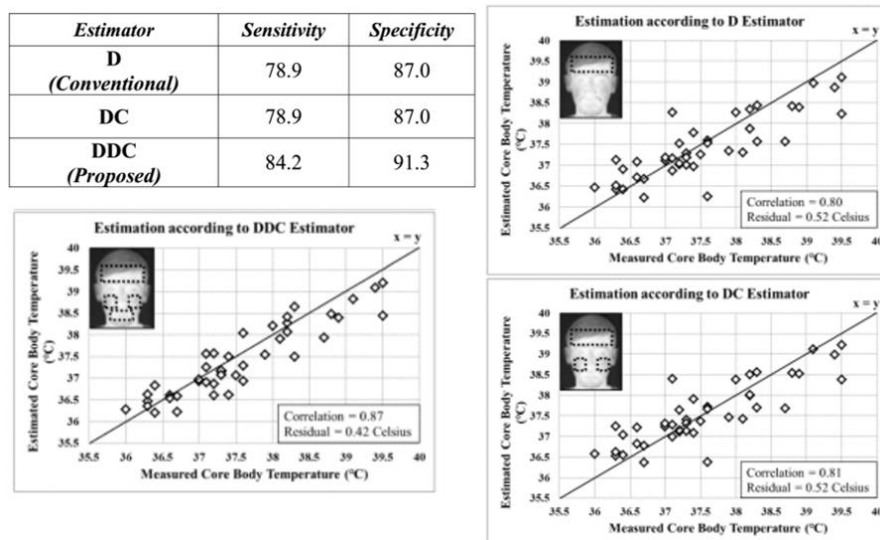 Estimator Sensitivity Specificity
D
(Conventional) 78.9 87.0
DC 78.9 87.0
DDC
(Proposed) 84.2 91.3
Estimation according to D Estimator
x = y
Estimated Core Body Temperature
(°C)
40
39.5
39
38.5
38
37.5
37
36.5
36
35.5
Correlation = 0.80
Residual = 0.52 Celsius
35.5 36 36.5 37 37.5 38 38.5 39 39.5 40
Measured Core Body Temperature (°C)
Estimation according to DDC Estimator
x = y
Estimated Core Body Temperature
(°C)
40
39.5
39
38.5
38
37.5
37
36.5
36
35.5
Correlation = 0.87
Residual = 0.42 Celsius
35.5 36 36.5 37 37.5 38 38.5 39 39.5 40
Measured Core Body Temperature (°C)
Estimation according to DC Estimator
x = y
Estimated Core Body Temperature
(°C)
40
39.5
39
38.5
38
37.5
37
36.5
36
35.5
Correlation = 0.81
Residual = 0.52 Celsius
35.5 36 36.5 37 37.5 38 38.5 39 39.5 40
Measured Core Body Temperature (°C)